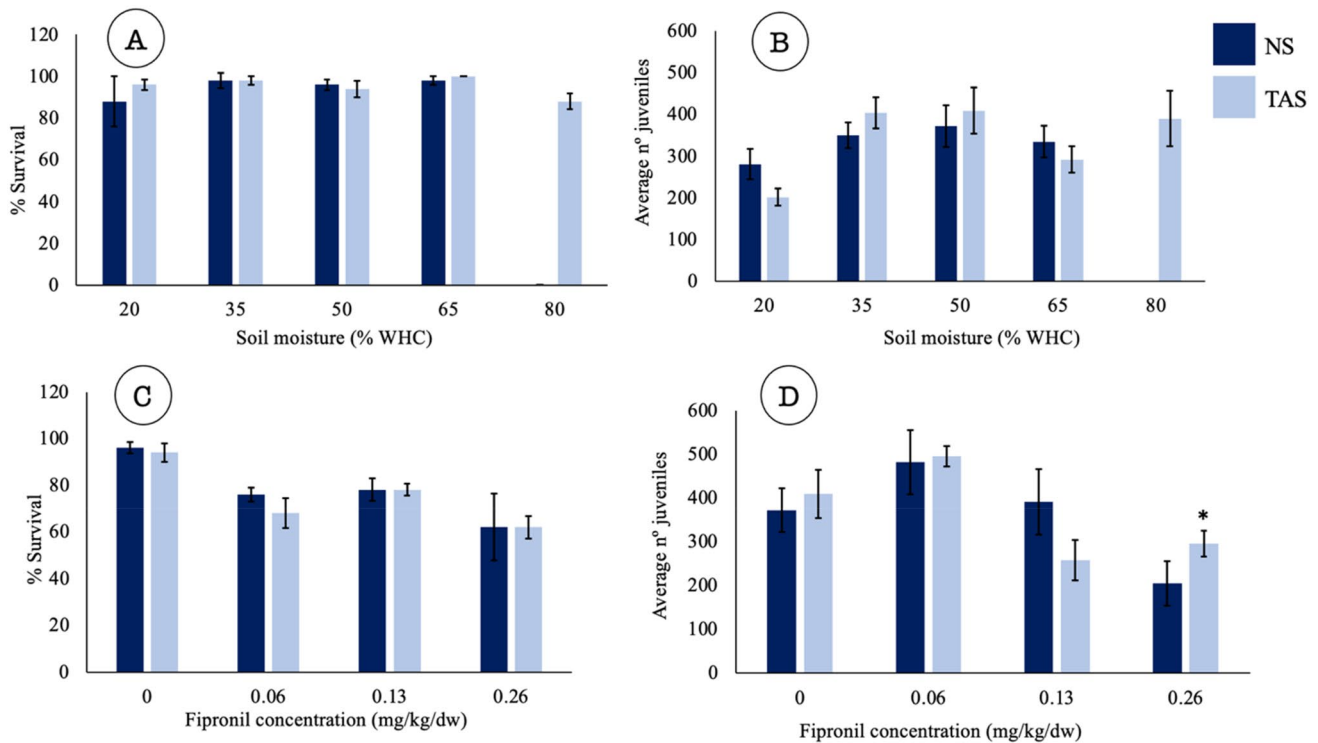 A
% Survival
120
100
80
60
40
20
0
20 35 50 65 80
Soil moisture (% WHC)
B
Average nº juveniles
600
500
400
300
200
100
20 35 50 65 80
Soil moisture (% WHC)
NS
TAS
C
% Survival
120
100
80
60
40
20
0
0 0.06 0.13 0.26
Fipronil concentration (mg/kg/dw)
D
Average nº juveniles
600
500
400
300
200
100
0
*
0 0.06 0.13 0.26
Fipronil concentration (mg/kg/dw)